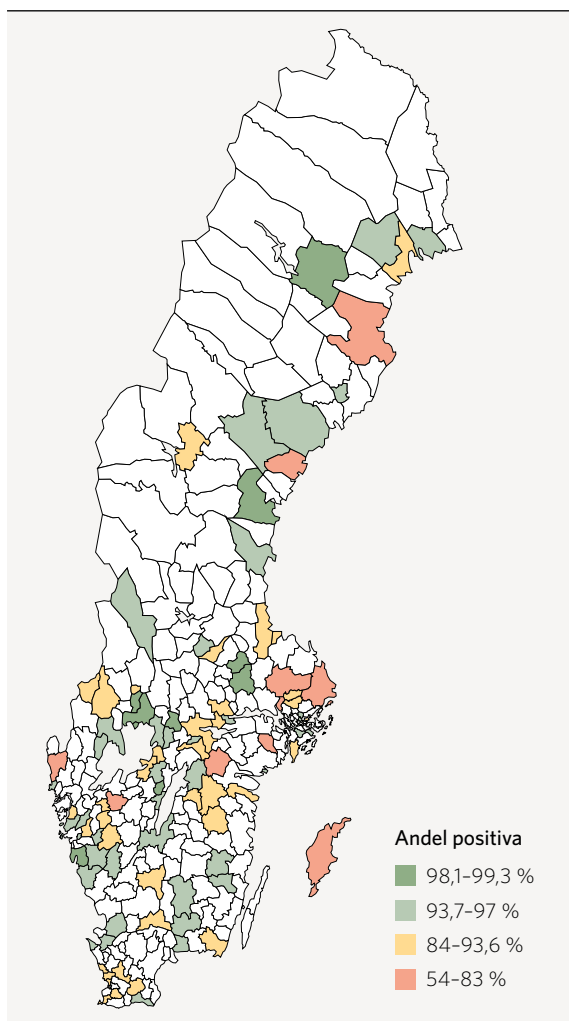 Andel positiva
98,1–99,3 %
93,7–97 %
84–93,6 %
54–83 %